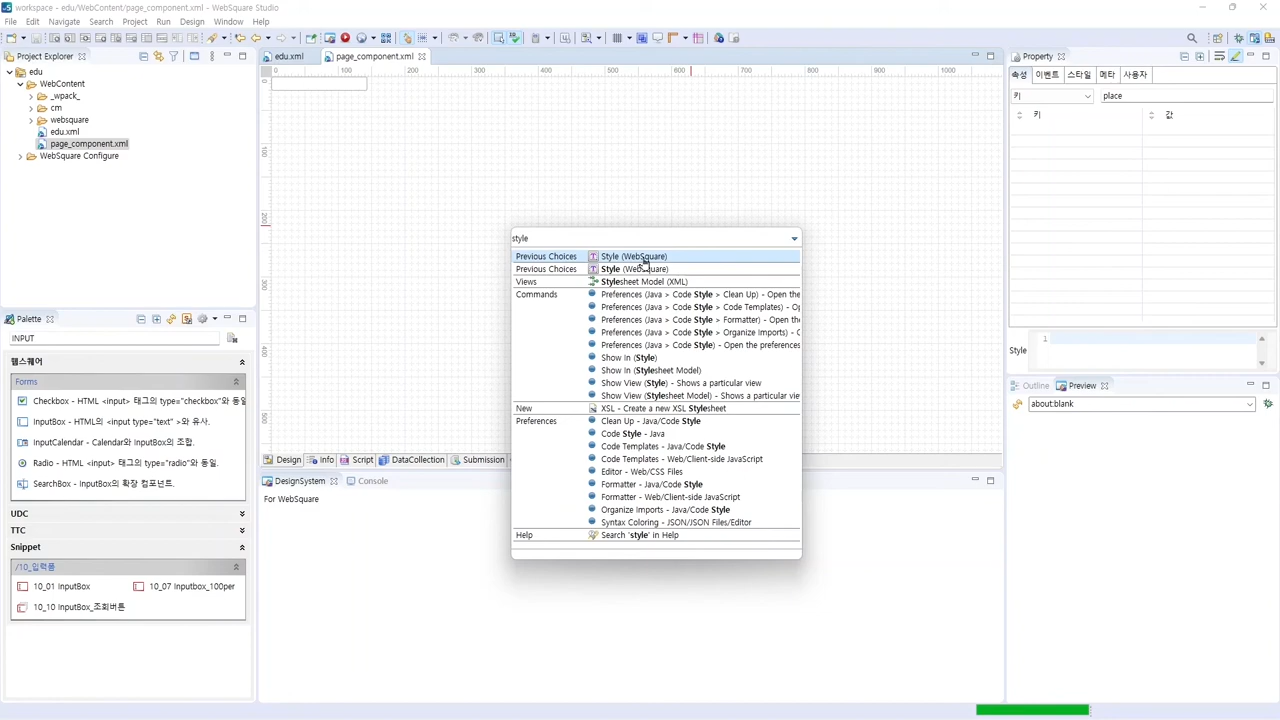 workspace - edu/WebContent/page_component.xml - WebSquare Studio
File Edit Navigate Search Project Run Design Window Help
Project Explorer
edu.xml
page_component.xml
Property
edu
WebContent
_wpack_
cm
websquare
edu.xml
page_component.xml
WebSquare Configure
0 100 200 300 400 500 600 700 800 900 1000
0
100
200
300
400
500
속성 이벤트 스타일 메타 사용자
키 place
키 값
Style 1
style
Previous Choices Style (WebSquare)
Previous Choices Style (WebSquare)
Views Stylesheet Model (XML)
Commands Preferences (Java > Code Style > Clean Up) - Open the
Preferences (Java > Code Style > Code Templates) - O
Preferences (Java > Code Style > Formatter) - Open the
Preferences (Java > Code Style > Organize Imports) - O
Preferences (Java > Code Style) - Open the preferences
Show In (Style)
Show In (Stylesheet Model)
Show View (Style) - Shows a particular view
Show View (Stylesheet Model) - Shows a particular vie
New XSL - Create a new XSL Stylesheet
Preferences Clean Up - Java/Code Style
Code Style - Java
Code Templates - Java/Code Style
Code Templates - Web/Client-side JavaScript
Editor - Web/CSS Files
Formatter - Java/Code Style
Formatter - Web/Client-side JavaScript
Organize Imports - Java/Code Style
Syntax Coloring - JSON/JSON Files/Editor
Help Search 'style' in Help
Palette
INPUT
웹스퀘어
Forms
Checkbox - HTML <input> 태그의 type="checkbox"와 동일
InputBox - HTML의 <input type="text" >와 유사.
InputCalendar - Calendar와 InputBox의 조합.
Radio - HTML <input> 태그의 type="radio"와 동일.
SearchBox - InputBox의 확장 컴포넌트.
UDC
TTC
Snippet
/10_입력폼
10_01 InputBox 10_07 Inputbox_100per
10_10 InputBox_조회버튼
Design Info Script DataCollection Submission
DesignSystem Console
For WebSquare
Outline Preview
about:blank